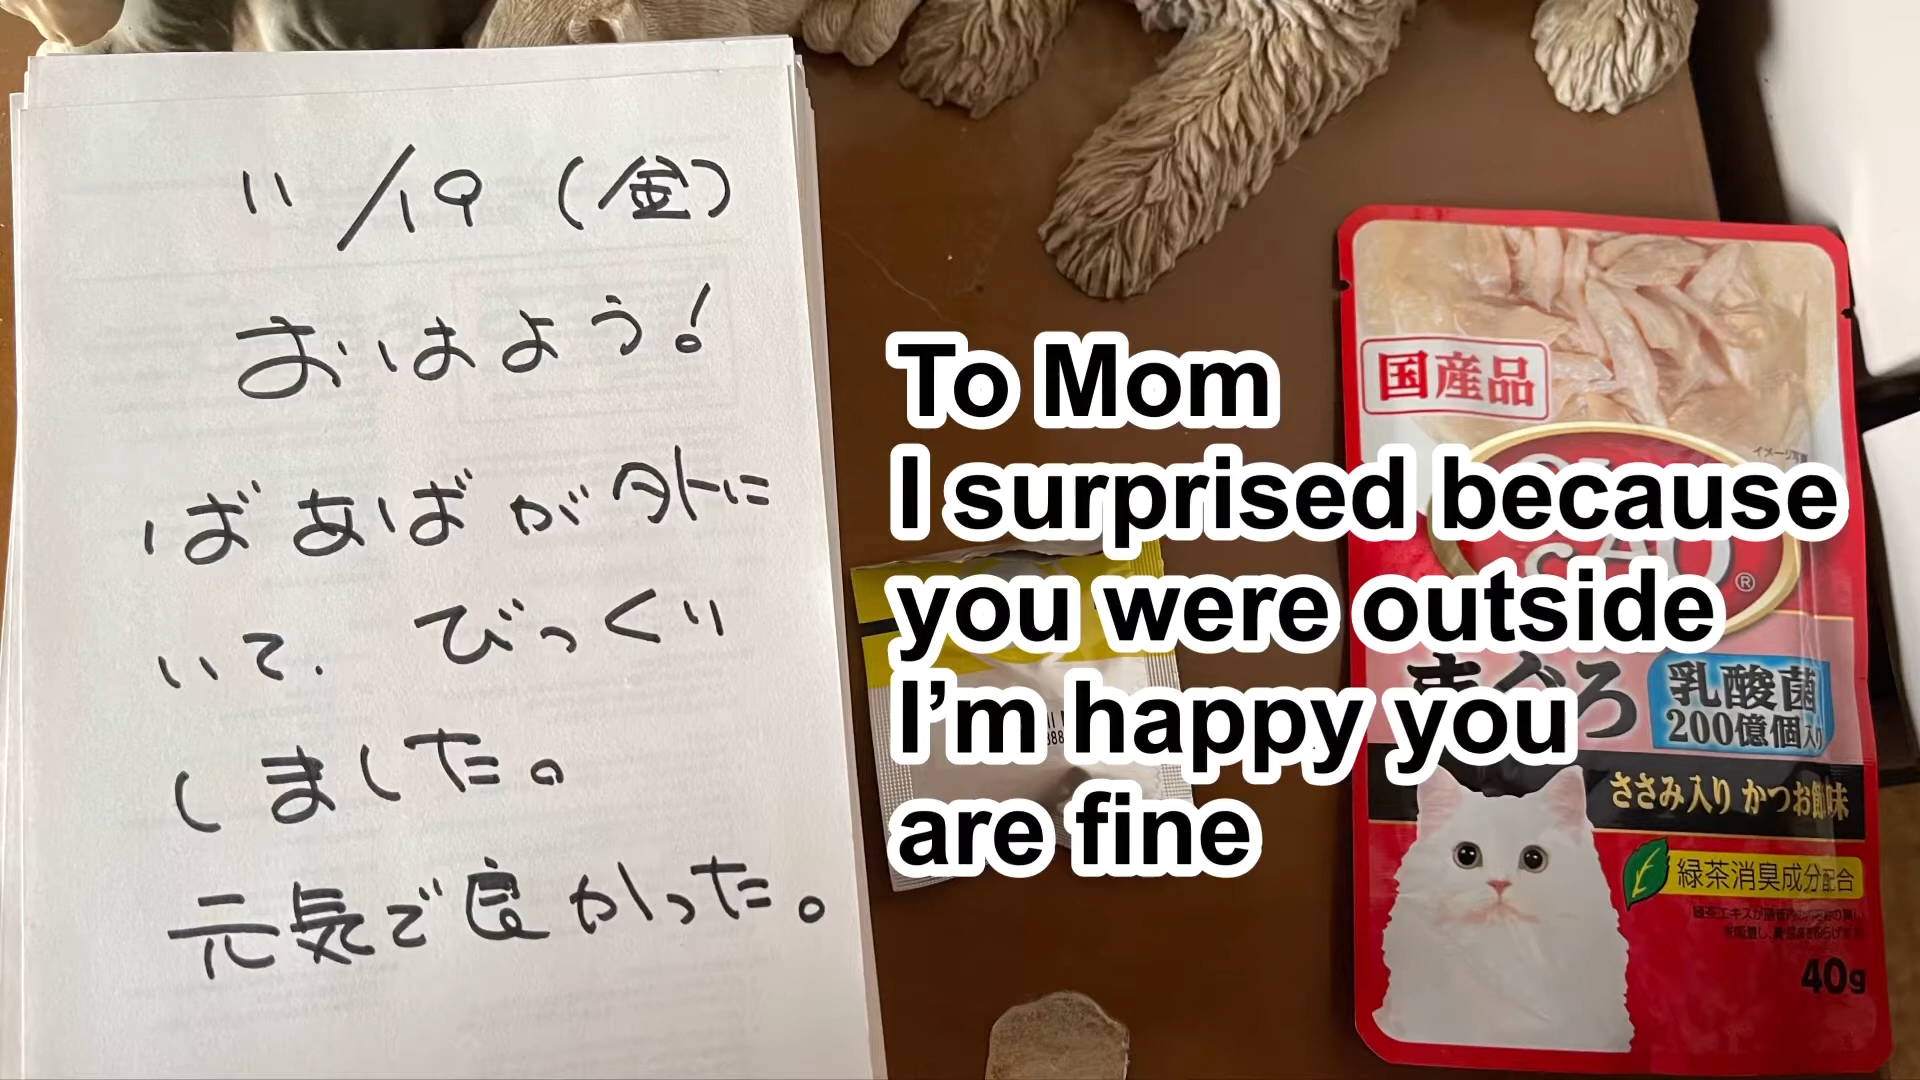 11/19 (金)
おはよう!
ばあばが外に
いて、びっくり
しました。
元気で良かった。
To Mom
I surprised because
you were outside
I'm happy you
are fine
国産品
CIAO ®
まぐろ
乳酸菌
200億個入り
ささみ入り かつお節味
緑茶消臭成分配合
40g